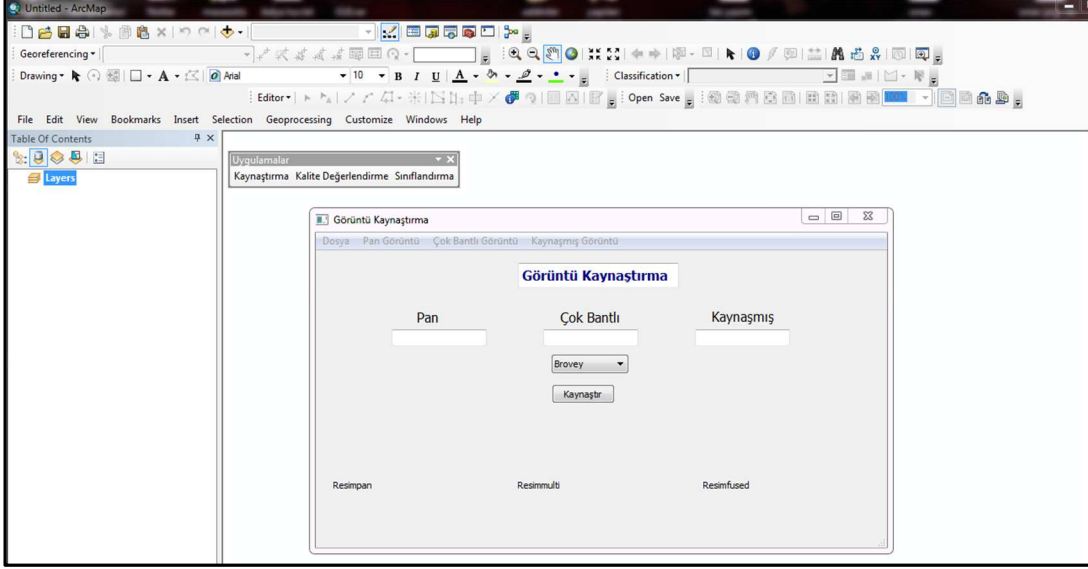 Untitled - ArcMap
Georeferencing
Drawing A Arial 10 B I U A Classification
Editor Open Save 100%
File Edit View Bookmarks Insert Selection Geoprocessing Customize Windows Help
Table Of Contents
Layers
Uygulamalar
Kaynaştırma Kalite Değerlendirme Sınıflandırma
Görüntü Kaynaştırma
Dosya Pan Görüntü Çok Bantlı Görüntü Kaynaşmış Görüntü
Görüntü Kaynaştırma
Pan Çok Bantlı Kaynaşmış
Brovey
Kaynaştır
Resimpan Resimmulti Resimfused